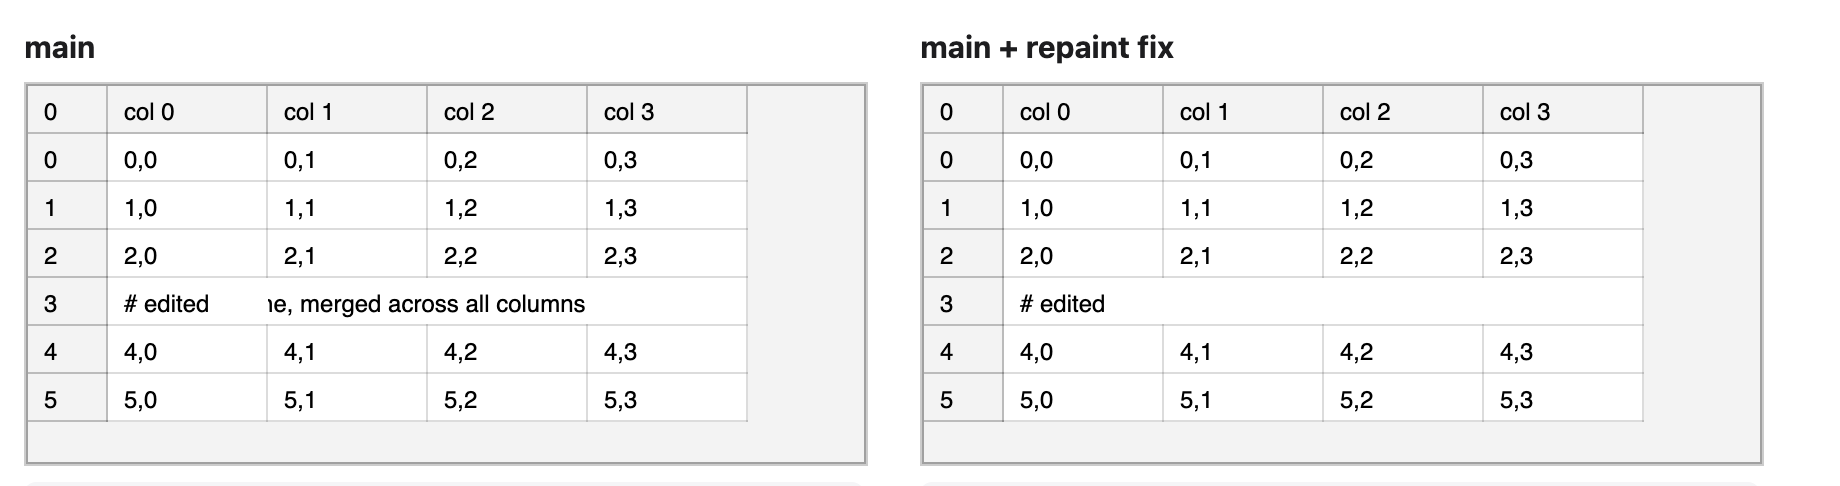 main
0 col 0 col 1 col 2 col 3
0 0,0 0,1 0,2 0,3
1 1,0 1,1 1,2 1,3
2 2,0 2,1 2,2 2,3
3 # edited e, merged across all columns
4 4,0 4,1 4,2 4,3
5 5,0 5,1 5,2 5,3
main + repaint fix
0 col 0 col 1 col 2 col 3
0 0,0 0,1 0,2 0,3
1 1,0 1,1 1,2 1,3
2 2,0 2,1 2,2 2,3
3 # edited
4 4,0 4,1 4,2 4,3
5 5,0 5,1 5,2 5,3